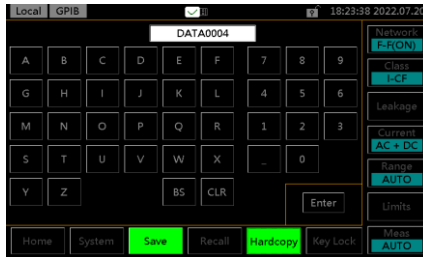 Local GPIB 18:23:38 2022.07.20
DATA0004
A B C D E F 7 8 9
G H I J K L 4 5 6
M N O P Q R 1 2 3
S T U V W X _ 0
Y Z BS CLR Enter
Network
F-F(ON)
Class
I-CF
Leakage
Current
AC + DC
Range
AUTO
Limits
Meas
AUTO
Home System Save Recall Hardcopy Key Lock